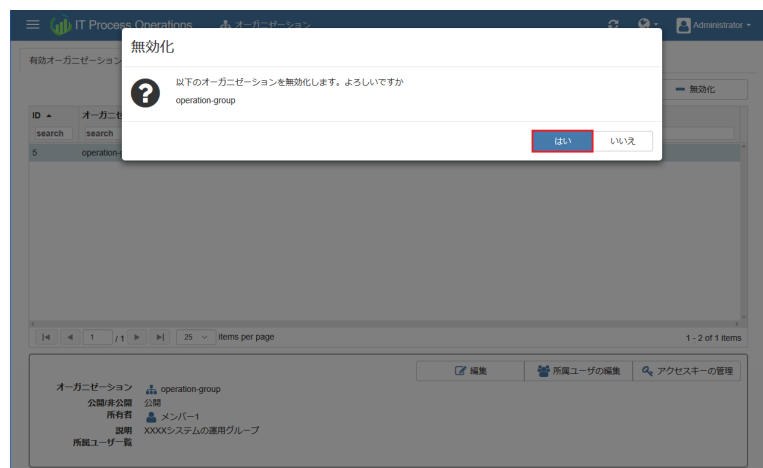 IT Process Operations オーガニゼーション Administrator
無効化
有効オーガニゼーション
以下のオーガニゼーションを無効化します。よろしいですか
operation-group
無効化
ID オーガニゼ
search search
はい いいえ
5 operation-
1 / 1 25 items per page 1 - 2 of 1 items
編集 所属ユーザの編集 アクセスキーの管理
オーガニゼーション operation-group
公開/非公開 公開
所有者 メンバー1
説明 XXXXシステムの運用グループ
所属ユーザ一覧